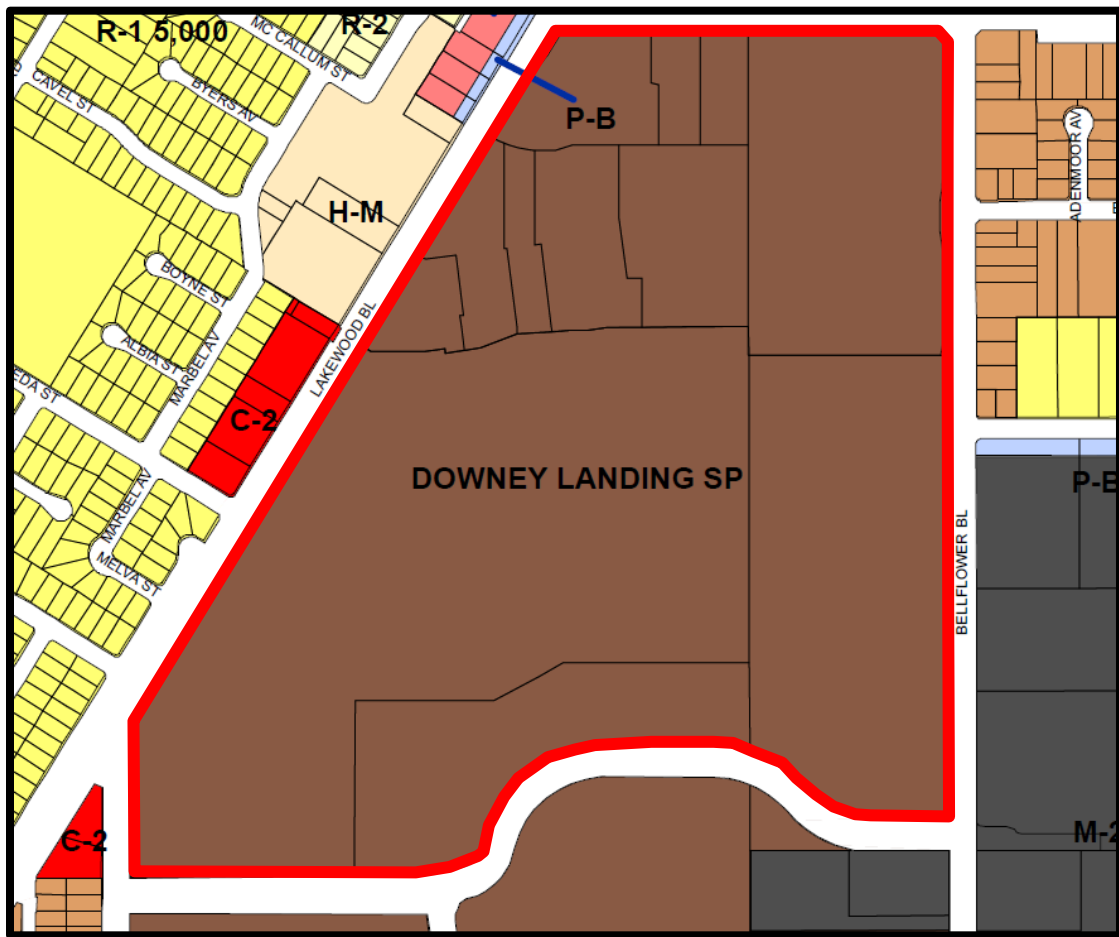 R-1 5,000
R-2
MC CALLUM ST
CAVEL ST
BYERS AV
P-B
ADENMOOR AV
H-M
BOYNE ST
LAKEWOOD BL
ALBIA ST
MARBEL AV
EDA ST
C-2
DOWNEY LANDING SP
P-B
MARBEL AV
BELLFLOWER BL
MELVA ST
C-2
M-2